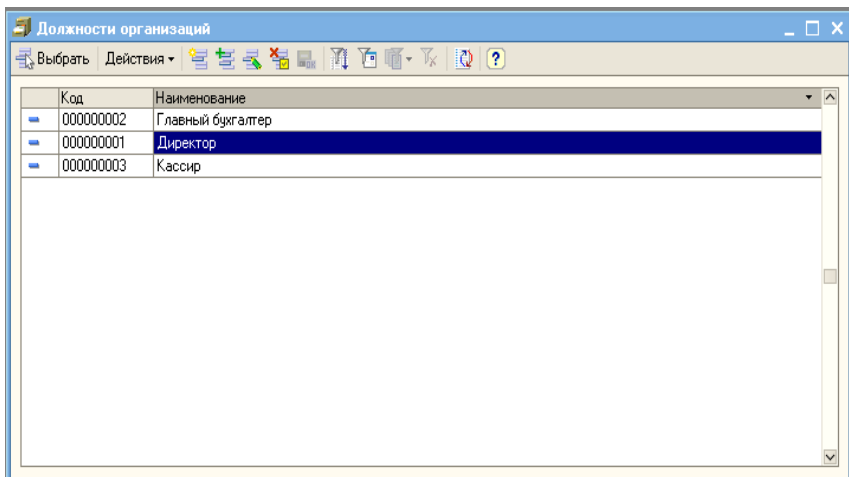 Должности организаций
Выбрать Действия
Код Наименование
000000002 Главный бухгалтер
000000001 Директор
000000003 Кассир